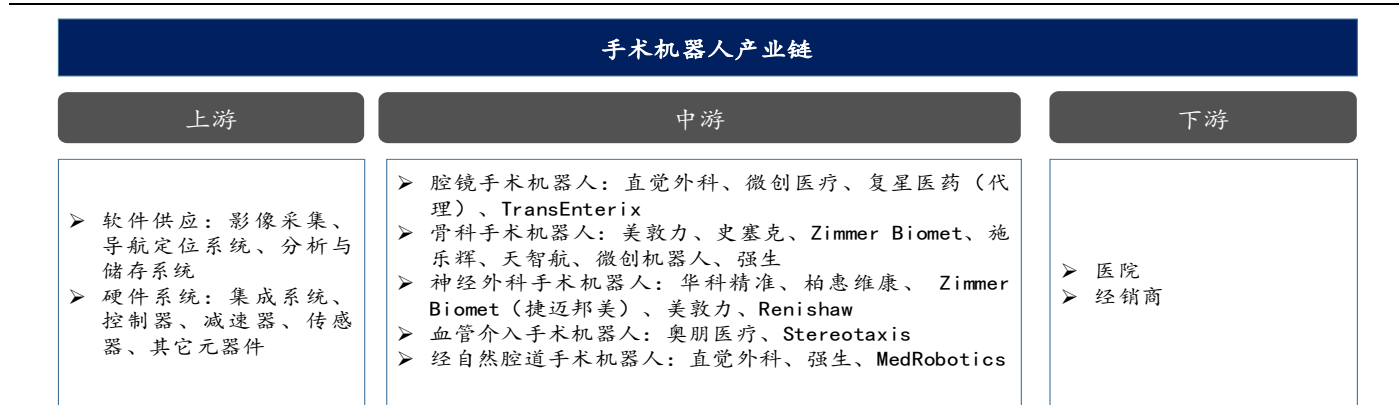 手术机器人产业链
上游
中游
下游
➢ 软件供应：影像采集、
导航定位系统、分析与
储存系统
➢ 硬件系统：集成系统、
控制器、减速器、传感
器、其它元器件
➢ 腔镜手术机器人：直觉外科、微创医疗、复星医药（代
理）、TransEnterix
➢ 骨科手术机器人：美敦力、史塞克、Zimmer Biomet、施
乐辉、天智航、微创机器人、强生
➢ 神经外科手术机器人：华科精准、柏惠维康、 Zimmer
Biomet（捷迈邦美）、美敦力、Renishaw
➢ 血管介入手术机器人：奥朋医疗、Stereotaxis
➢ 经自然腔道手术机器人：直觉外科、强生、MedRobotics
➢ 医院
➢ 经销商